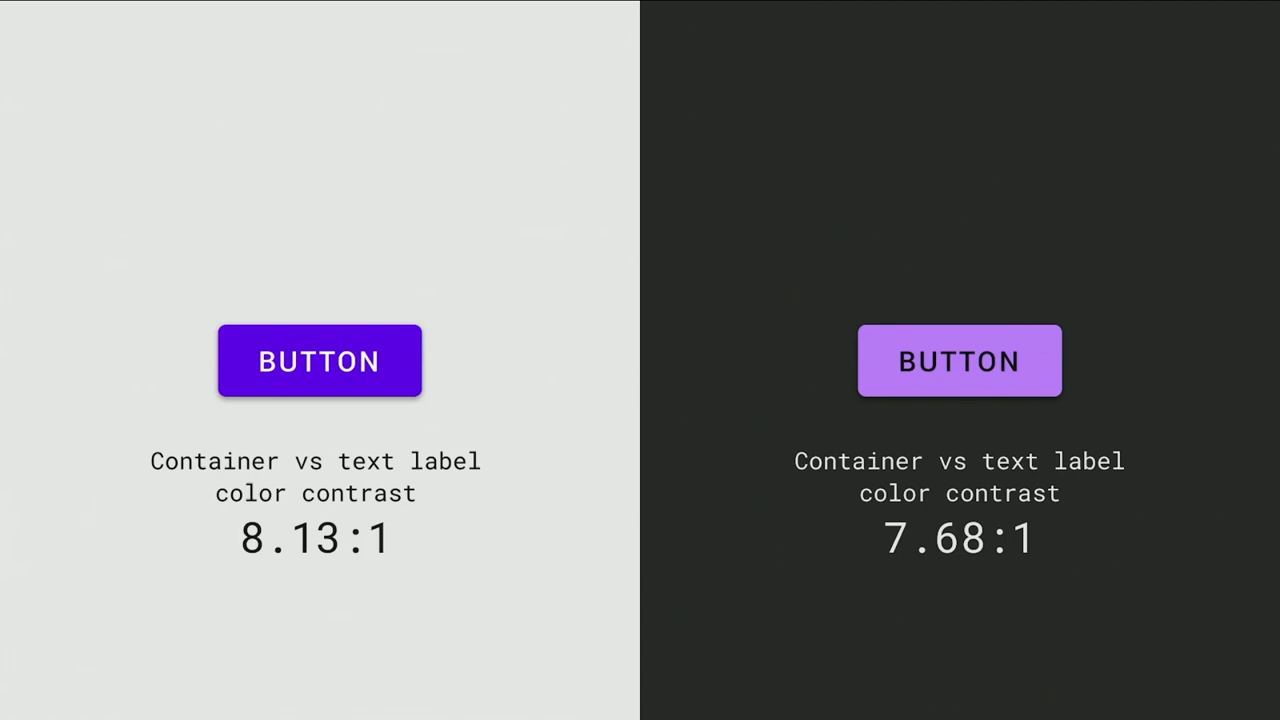 BUTTON
Container vs text label
color contrast
8.13:1
BUTTON
Container vs text label
color contrast
7.68:1